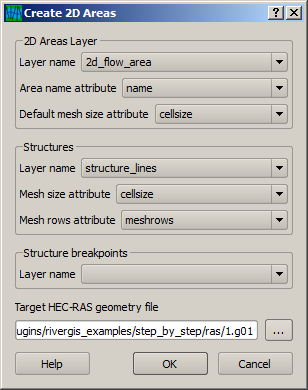 Create 2D Areas
2D Areas Layer
Layer name 2d_flow_area
Area name attribute name
Default mesh size attribute cellsize
Structures
Layer name structure_lines
Mesh size attribute cellsize
Mesh rows attribute meshrows
Structure breakpoints
Layer name
Target HEC-RAS geometry file
ugins/rivergis_examples/step_by_step/ras/1.g01 ...
Help OK Cancel